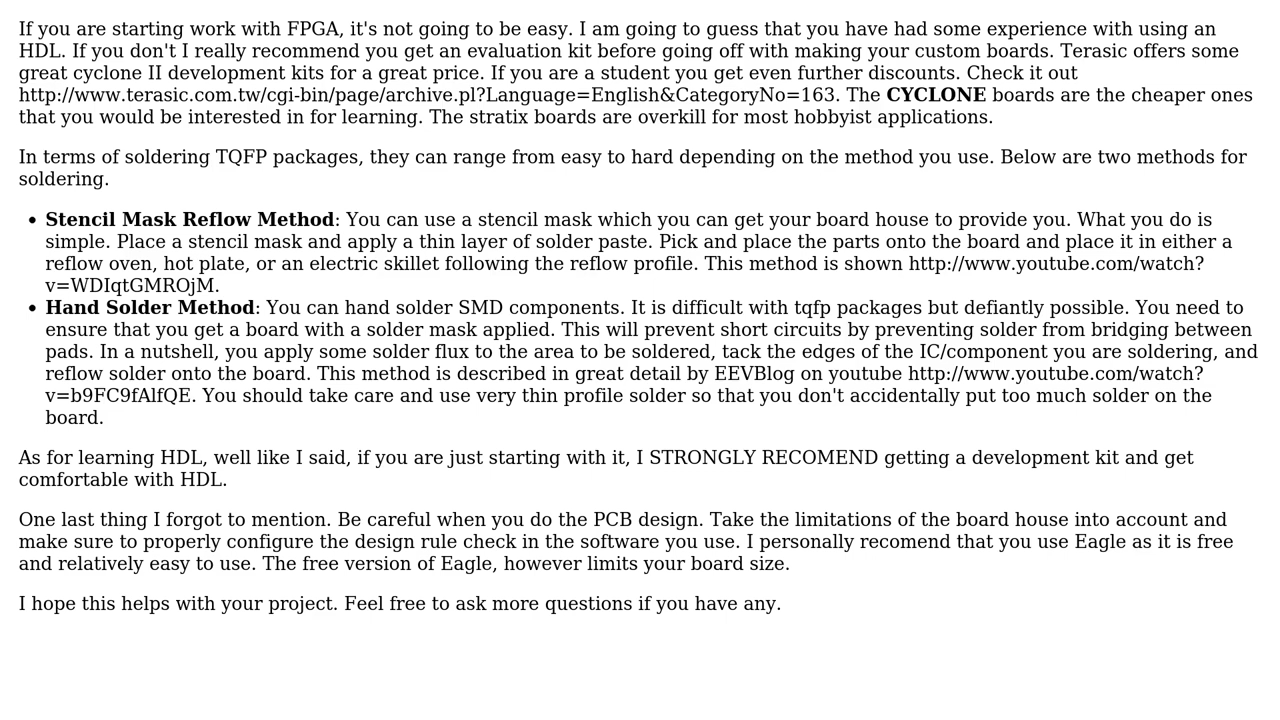 If you are starting work with FPGA, it's not going to be easy. I am going to guess that you have had some experience with using an
HDL. If you don't I really recommend you get an evaluation kit before going off with making your custom boards. Terasic offers some
great cyclone II development kits for a great price. If you are a student you get even further discounts. Check it out
http://www.terasic.com.tw/cgi-bin/page/archive.pl?Language=English&CategoryNo=163. The CYCLONE boards are the cheaper ones
that you would be interested in for learning. The stratix boards are overkill for most hobbyist applications.
In terms of soldering TQFP packages, they can range from easy to hard depending on the method you use. Below are two methods for
soldering.
• Stencil Mask Reflow Method: You can use a stencil mask which you can get your board house to provide you. What you do is
simple. Place a stencil mask and apply a thin layer of solder paste. Pick and place the parts onto the board and place it in either a
reflow oven, hot plate, or an electric skillet following the reflow profile. This method is shown http://www.youtube.com/watch?
v=WDIqtGMROjM.
• Hand Solder Method: You can hand solder SMD components. It is difficult with tqfp packages but defiantly possible. You need to
ensure that you get a board with a solder mask applied. This will prevent short circuits by preventing solder from bridging between
pads. In a nutshell, you apply some solder flux to the area to be soldered, tack the edges of the IC/component you are soldering, and
reflow solder onto the board. This method is described in great detail by EEVBlog on youtube http://www.youtube.com/watch?
v=b9FC9fAlfQE. You should take care and use very thin profile solder so that you don't accidentally put too much solder on the
board.
As for learning HDL, well like I said, if you are just starting with it, I STRONGLY RECOMEND getting a development kit and get
comfortable with HDL.
One last thing I forgot to mention. Be careful when you do the PCB design. Take the limitations of the board house into account and
make sure to properly configure the design rule check in the software you use. I personally recomend that you use Eagle as it is free
and relatively easy to use. The free version of Eagle, however limits your board size.
I hope this helps with your project. Feel free to ask more questions if you have any.